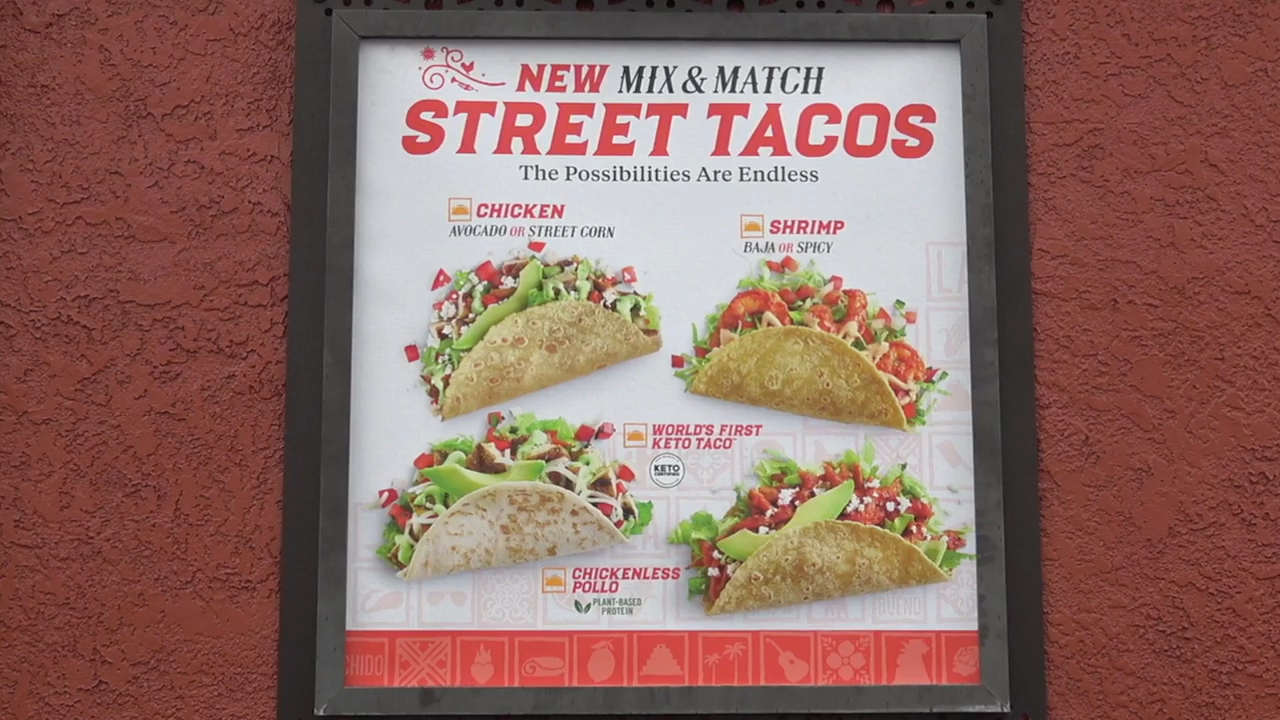 NEW MIX & MATCH
STREET TACOS
The Possibilities Are Endless
CHICKEN
AVOCADO OR STREET CORN
SHRIMP
BAJA OR SPICY
WORLD'S FIRST
KETO TACO
KETO
CERTIFIED
CHICKENLESS
POLLO
PLANT-BASED
PROTEIN
BUENO
CHIDO